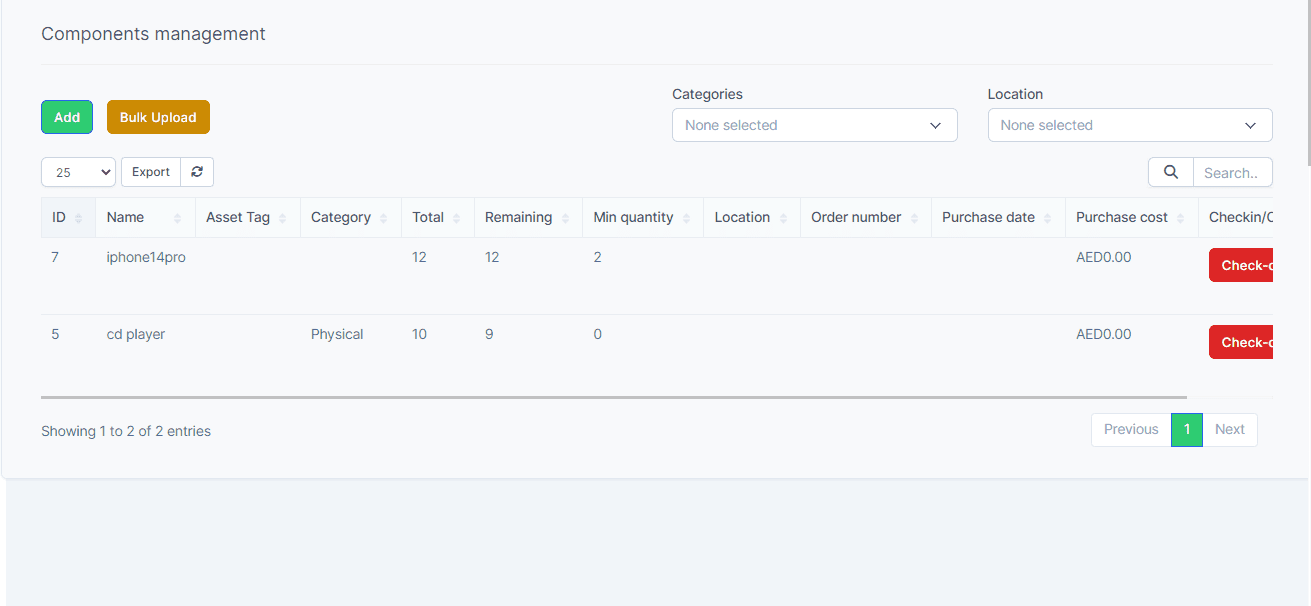 Components management
Categories
Location
Add
Bulk Upload
None selected
None selected
25
Export
Search..
ID Name Asset Tag Category Total Remaining Min quantity Location Order number Purchase date Purchase cost Checkin/C
7 iphone14pro 12 12 2 AED0.00 Check-o
5 cd player Physical 10 9 0 AED0.00 Check-o
Showing 1 to 2 of 2 entries
Previous 1 Next